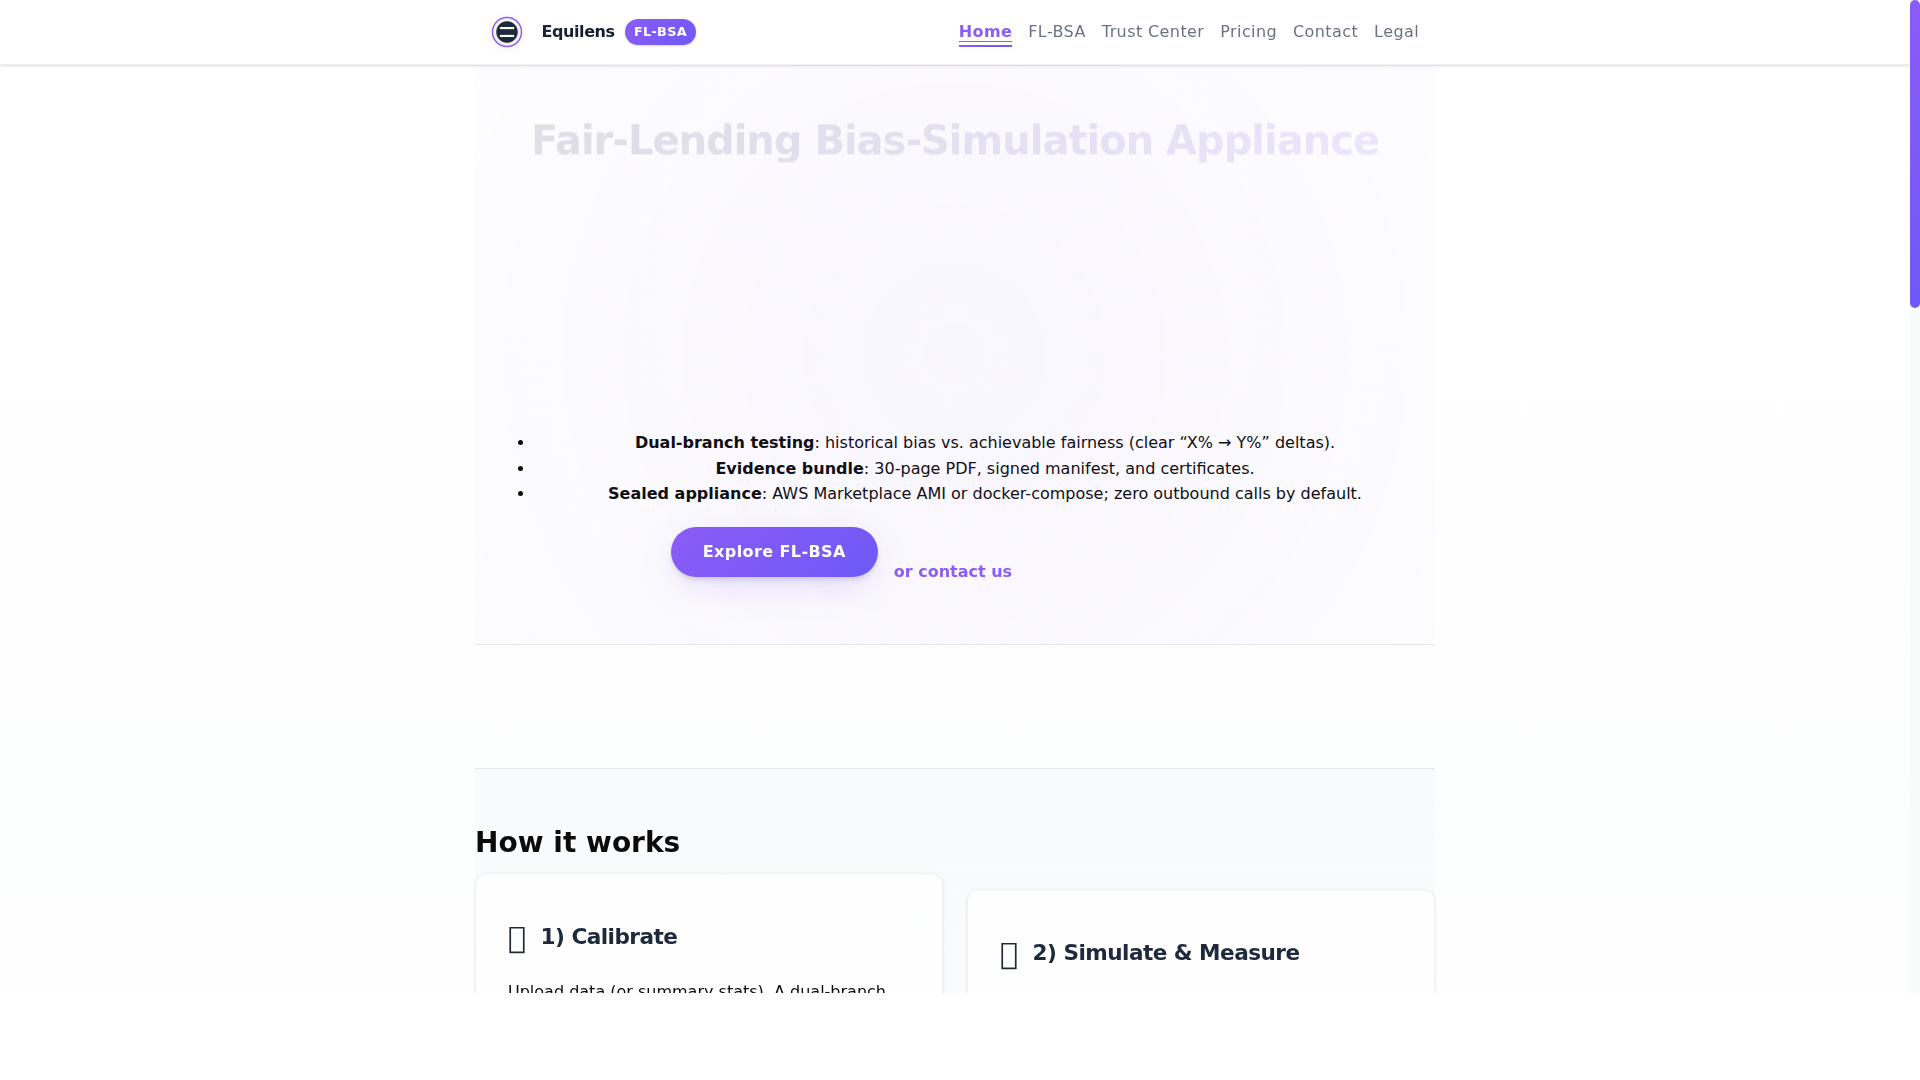 Equilens FL-BSA Home FL-BSA Trust Center Pricing Contact Legal
Fair-Lending Bias-Simulation Appliance
Dual-branch testing: historical bias vs. achievable fairness (clear “X% → Y%” deltas).
Evidence bundle: 30-page PDF, signed manifest, and certificates.
Sealed appliance: AWS Marketplace AMI or docker-compose; zero outbound calls by default.
Explore FL-BSA
or contact us
How it works
1) Calibrate
2) Simulate & Measure
Upload data (or summary stats). A dual-branch